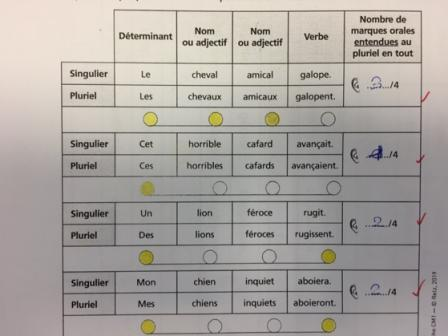 Déterminant Nom ou adjectif Nom ou adjectif Verbe Nombre de marques orales entendues au pluriel en tout
Singulier Le cheval amical galope.
Pluriel Les chevaux amicaux galopent.
3/4
Singulier Cet horrible cafard avançait.
Pluriel Ces horribles cafards avançaient.
/4
Singulier Un lion féroce rugit.
Pluriel Des lions féroces rugissent.
2/4
Singulier Mon chien inquiet aboiera.
Pluriel Mes chiens inquiets aboieront.
2/4
CM1 — © Retz, 2019